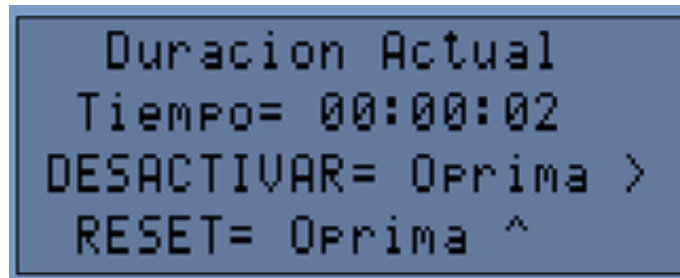 Duracion Actual
Tiempo= 00:00:02
DESACTIVAR= Oprima >
RESET= Oprima ^